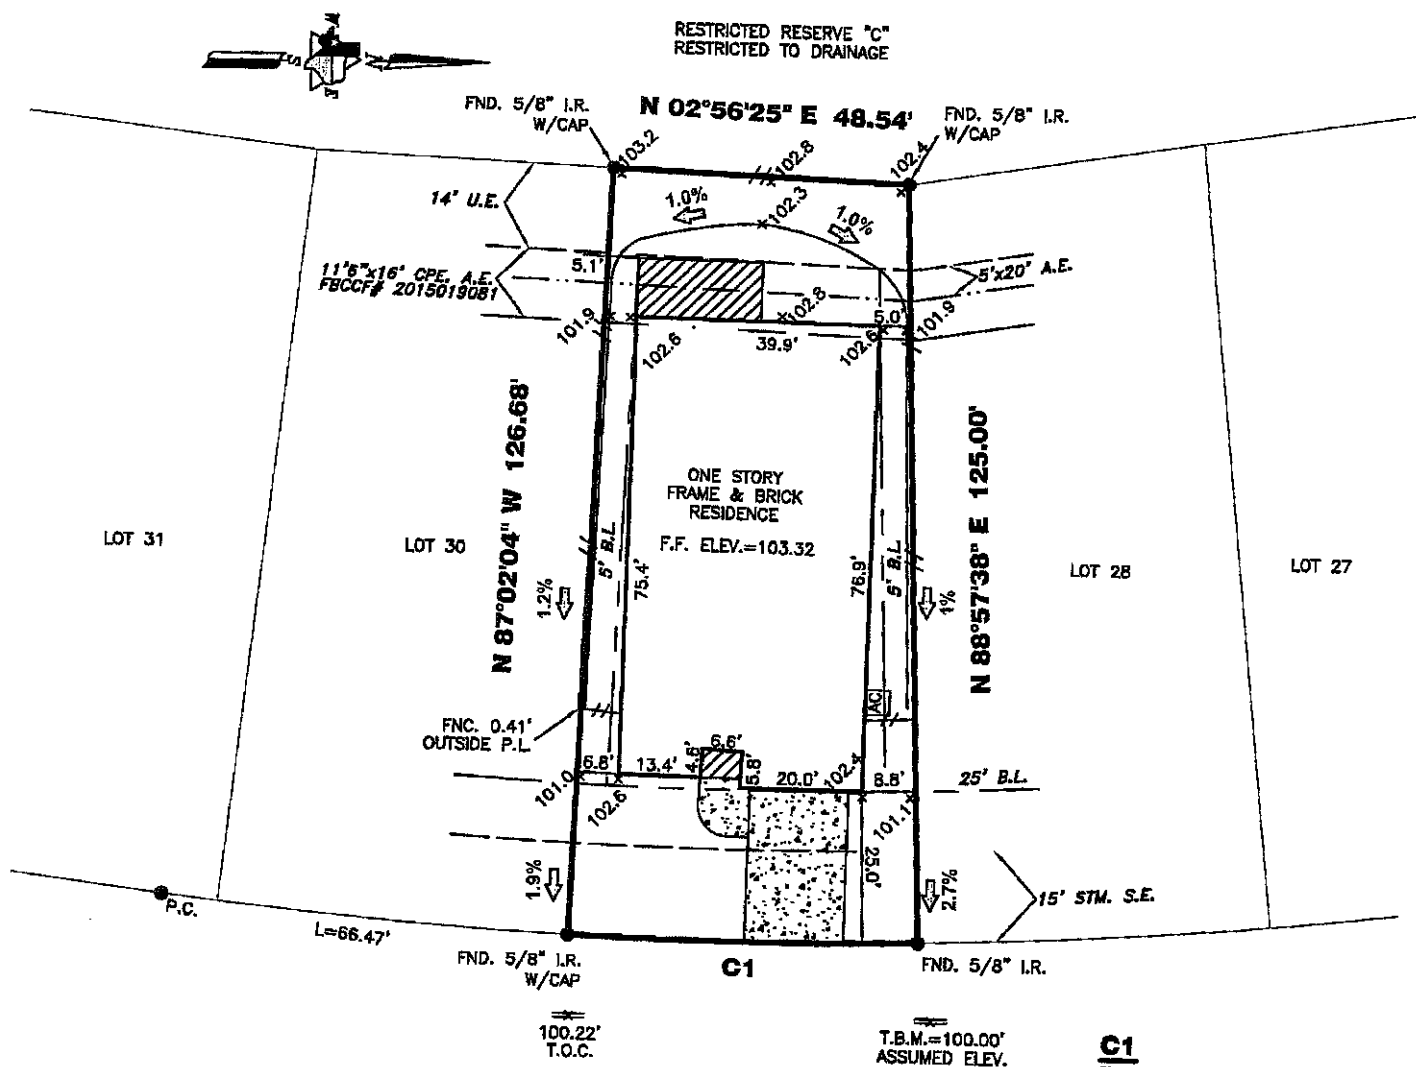 W
S
N
E
RESTRICTED RESERVE "C"
RESTRICTED TO DRAINAGE
FND. 5/8" I.R.
W/CAP
N 02°56'25" E 48.54'
FND. 5/8" I.R.
W/CAP
103.2
102.8
102.4
14' U.E.
1.0%
102.3
1.0%
11'6"x16' CPE. A.E.
FBCCF# 2015019081
5.1'
5'x20' A.E.
101.9
102.6
102.8
39.9'
5.0'
102.6
101.9
N 87°02'04" W 126.68'
N 88°57'38" E 125.00'
ONE STORY
FRAME & BRICK
RESIDENCE
F.F. ELEV.=103.32
LOT 31
LOT 30
LOT 28
LOT 27
5' B.L.
75.4'
76.9'
5' B.L.
1.2%
1%
AC
FNC. 0.41'
OUTSIDE P.L.
6.8'
13.4'
4.6'
6.6'
5.8'
20.0'
102.4
8.8'
25' B.L.
101.0
102.6
101.1
25.0'
1.9%
2.7%
15' STM. S.E.
P.C.
L=66.47'
FND. 5/8" I.R.
W/CAP
C1
FND. 5/8" I.R.
100.22'
T.O.C.
T.B.M.=100.00'
ASSUMED ELEV.
C1